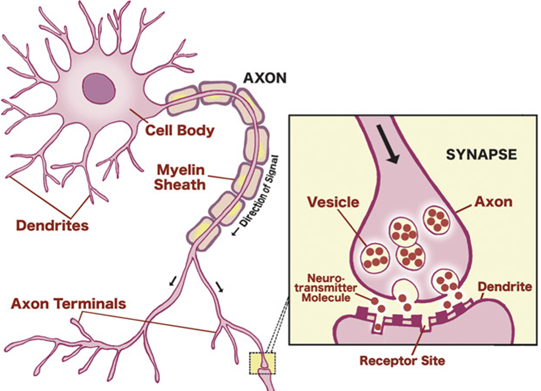 AXON
Cell Body
Myelin
Sheath
Direction of Signal
Dendrites
Axon Terminals
SYNAPSE
Vesicle
Axon
Neuro-
transmitter
Molecule
Dendrite
Receptor Site